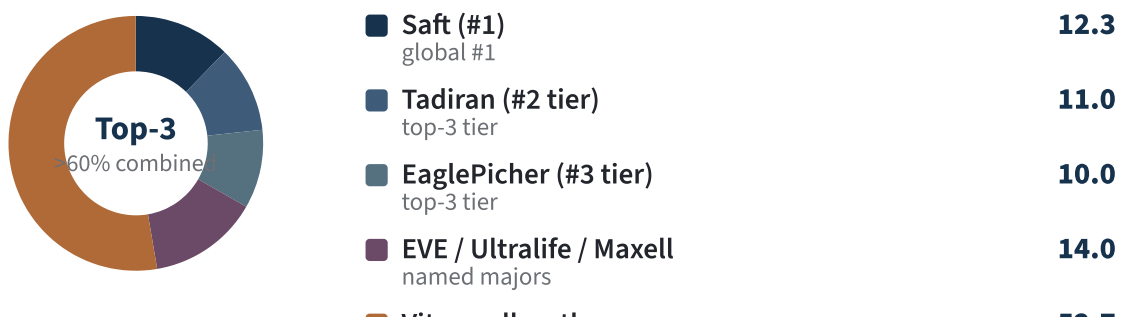 Top-3
>60% combined
Saft (#1)
12.3
global #1
Tadiran (#2 tier)
11.0
top-3 tier
EaglePicher (#3 tier)
10.0
top-3 tier
EVE / Ultralife / Maxell
14.0
named majors